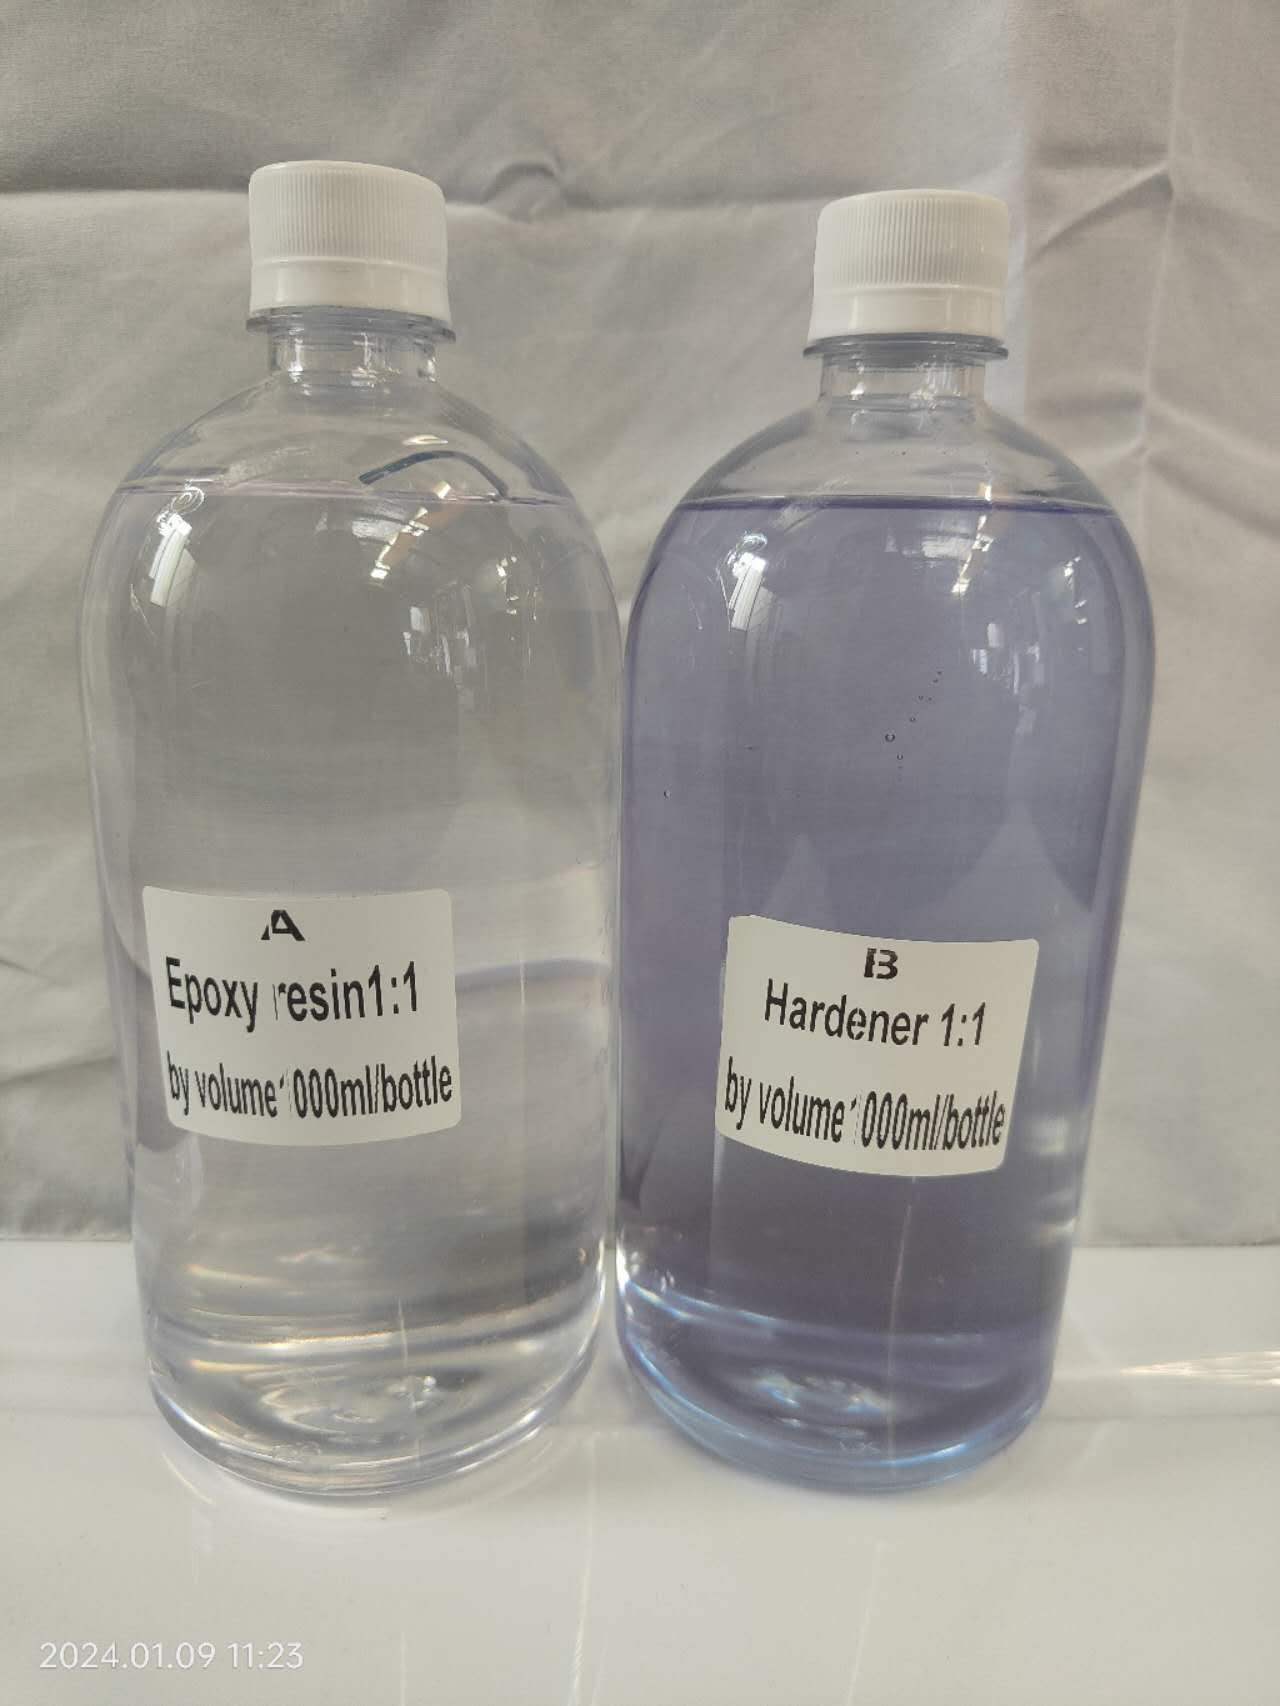 A
Epoxy resin1:1
by volume1000ml/bottle
B
Hardener 1:1
by volume1000ml/bottle
2024.01.09 11:23